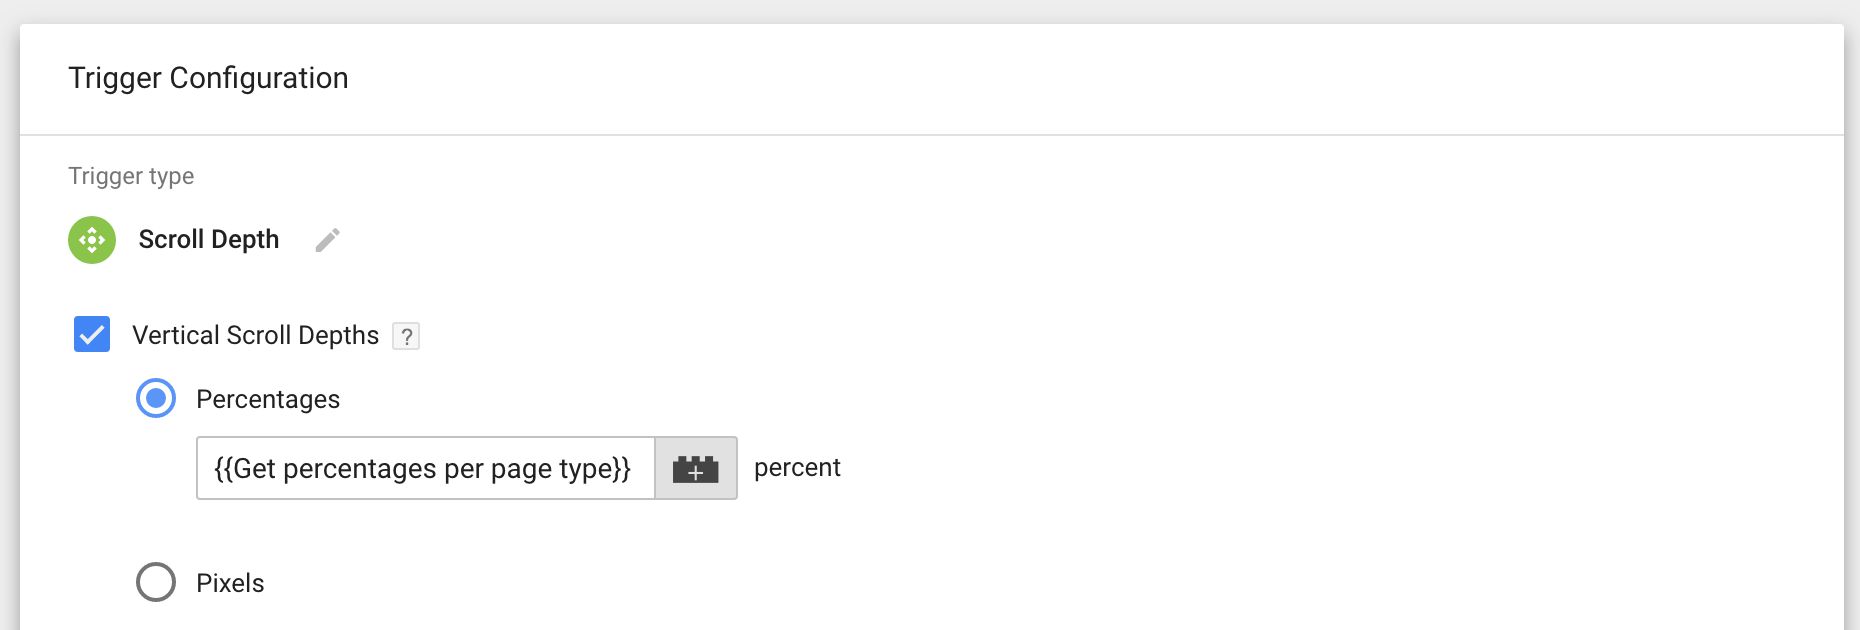 Trigger Configuration
Trigger type
Scroll Depth
Vertical Scroll Depths ?
Percentages
{{Get percentages per page type}} percent
Pixels